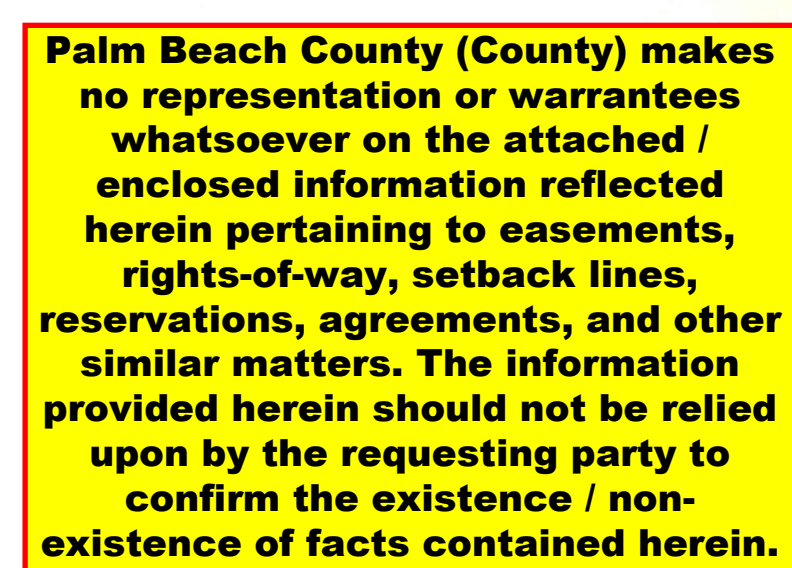 Palm Beach County (County) makes
no representation or warrantees
whatsoever on the attached /
enclosed information reflected
herein pertaining to easements,
rights-of-way, setback lines,
reservations, agreements, and other
similar matters. The information
provided herein should not be relied
upon by the requesting party to
confirm the existence / non-
existence of facts contained herein.